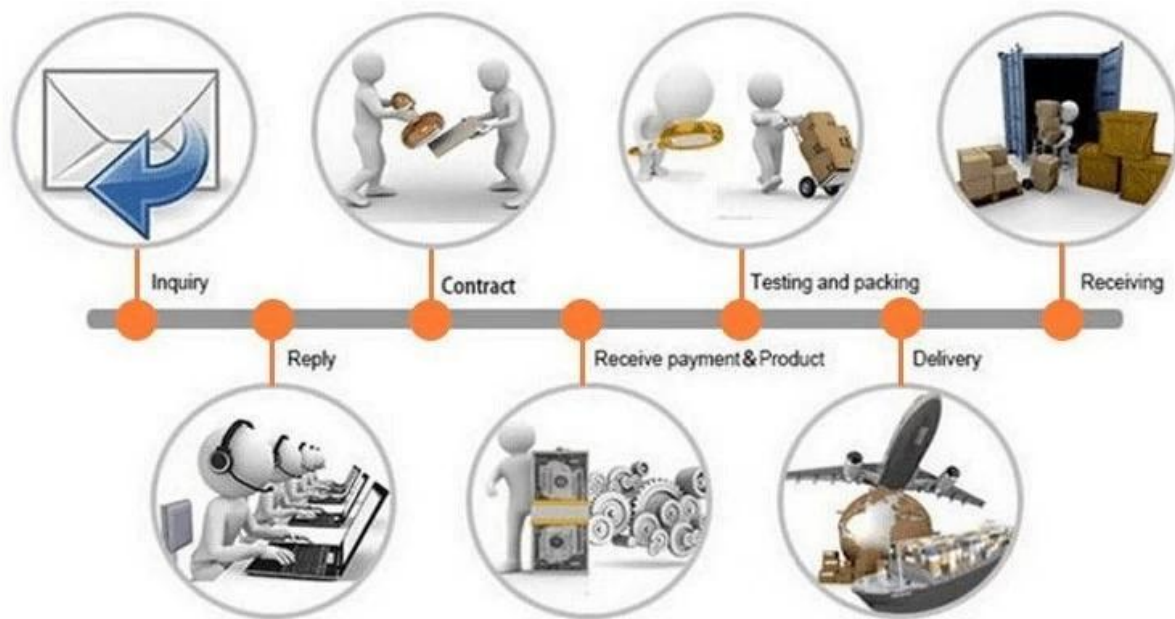 Inquiry
Reply
Contract
Receive payment&Product
Testing and packing
Delivery
Receiving